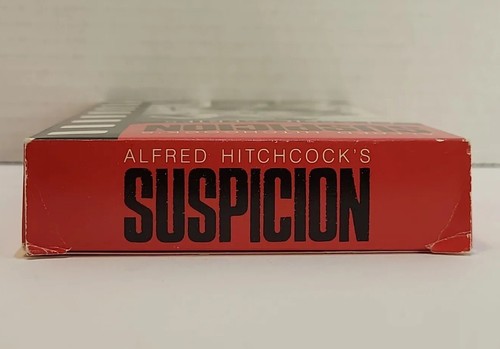 ALFRED HITCHCOCK'S
SUSPICION